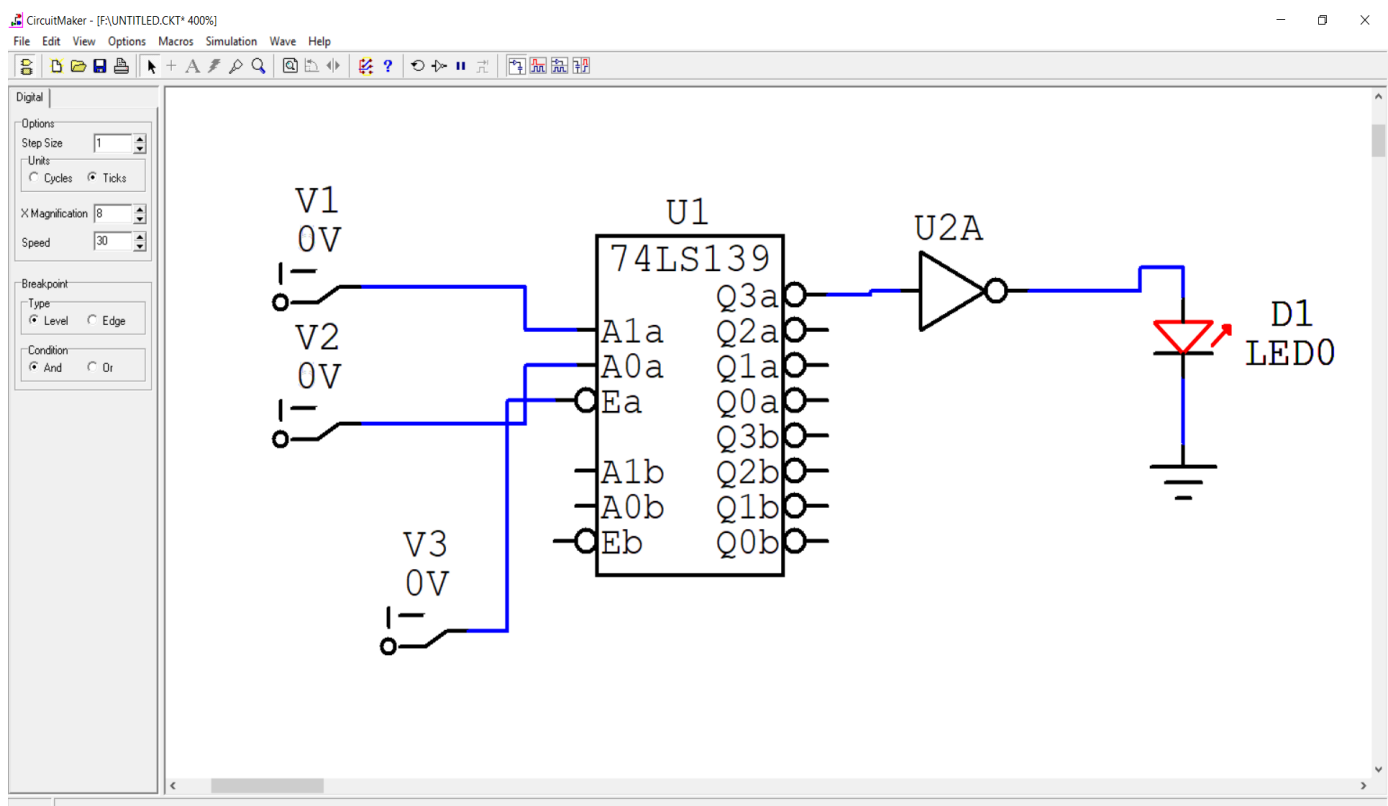 CircuitMaker - [F:\UNTITLED.CKT* 400%]
File Edit View Options Macros Simulation Wave Help
Digital
Options
Step Size 1
Units
Cycles Ticks
X Magnification 8
Speed 30
Breakpoint
Type
Level Edge
Condition
And Or
V1
0V
V2
0V
V3
0V
U1
74LS139
A1a
A0a
Ea
A1b
A0b
Eb
Q3a
Q2a
Q1a
Q0a
Q3b
Q2b
Q1b
Q0b
U2A
D1
LED0